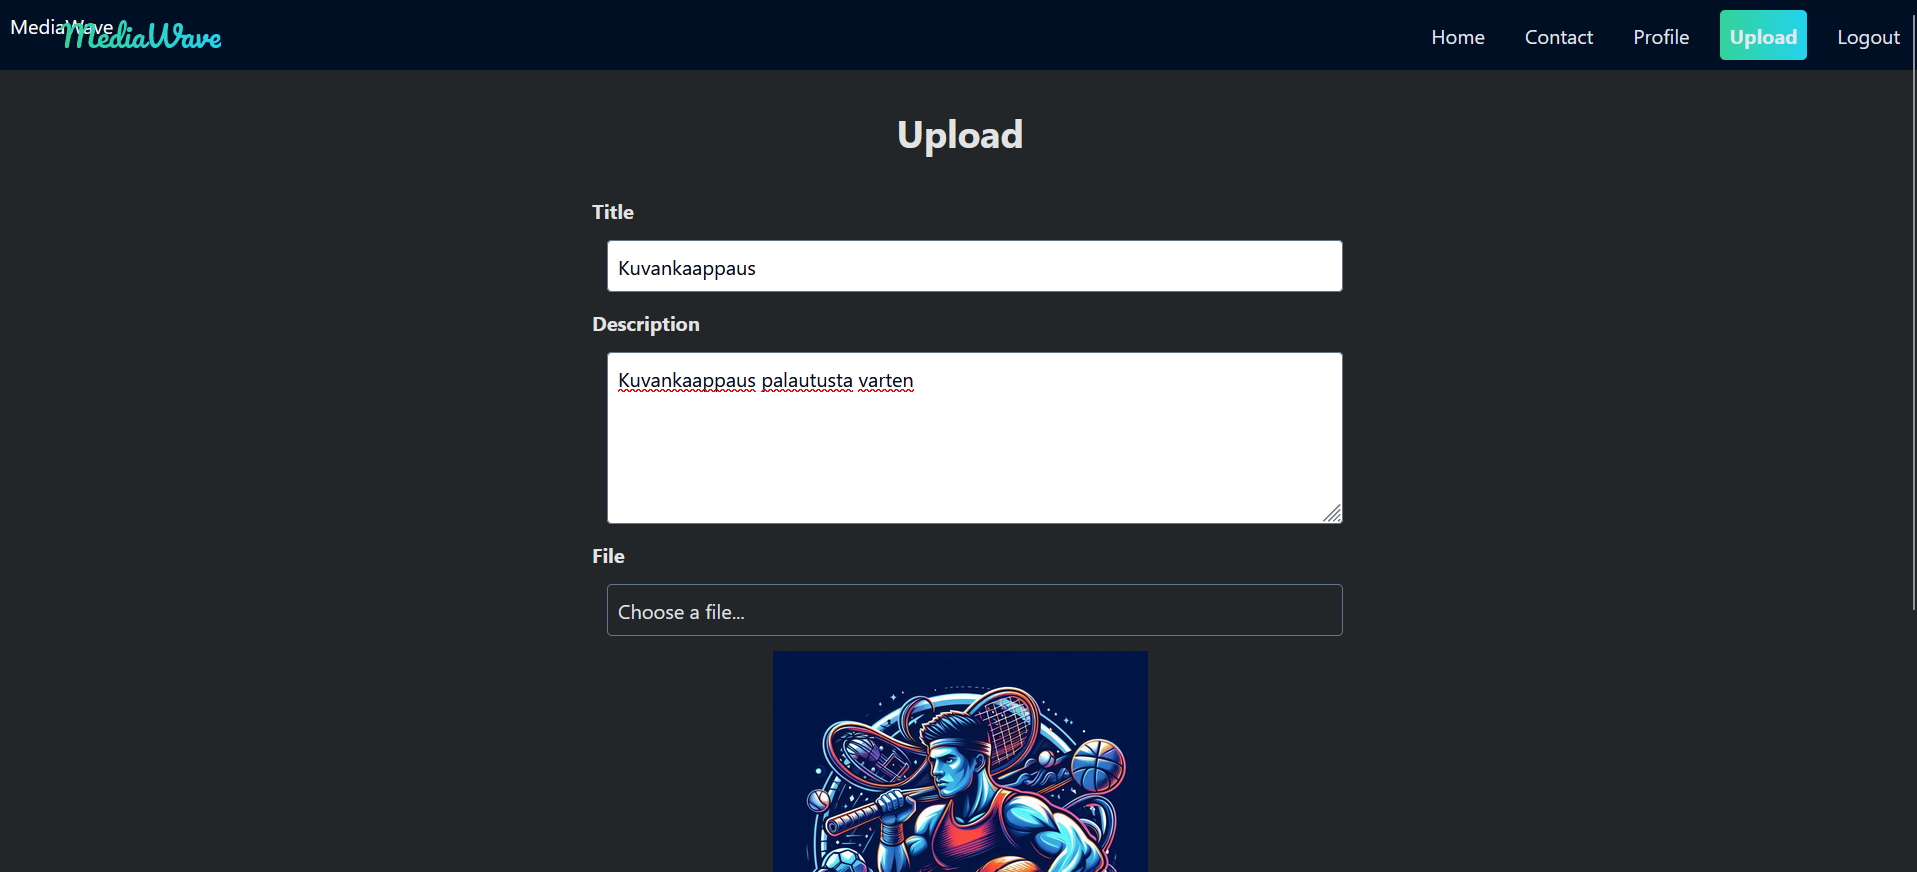 MediaWave
MediaWave
Home
Contact
Profile
Upload
Logout
Upload
Title
Kuvankaappaus
Description
Kuvankaappaus palautusta varten
File
Choose a file...